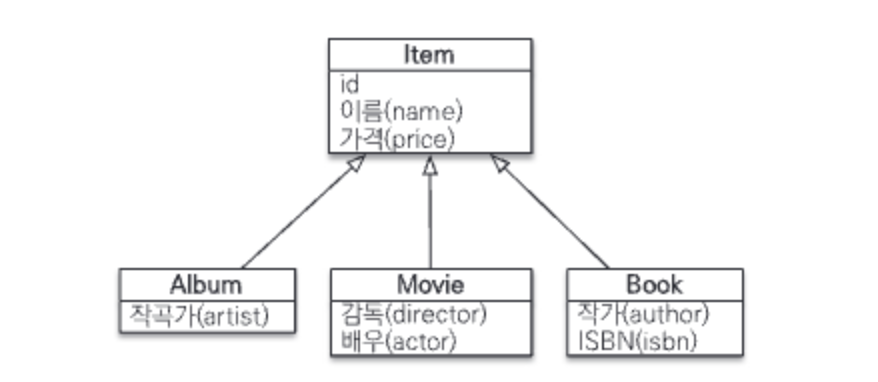 Item
id
이름(name)
가격(price)
Album
작곡가(artist)
Movie
감독(director)
배우(actor)
Book
작가(author)
ISBN(isbn)